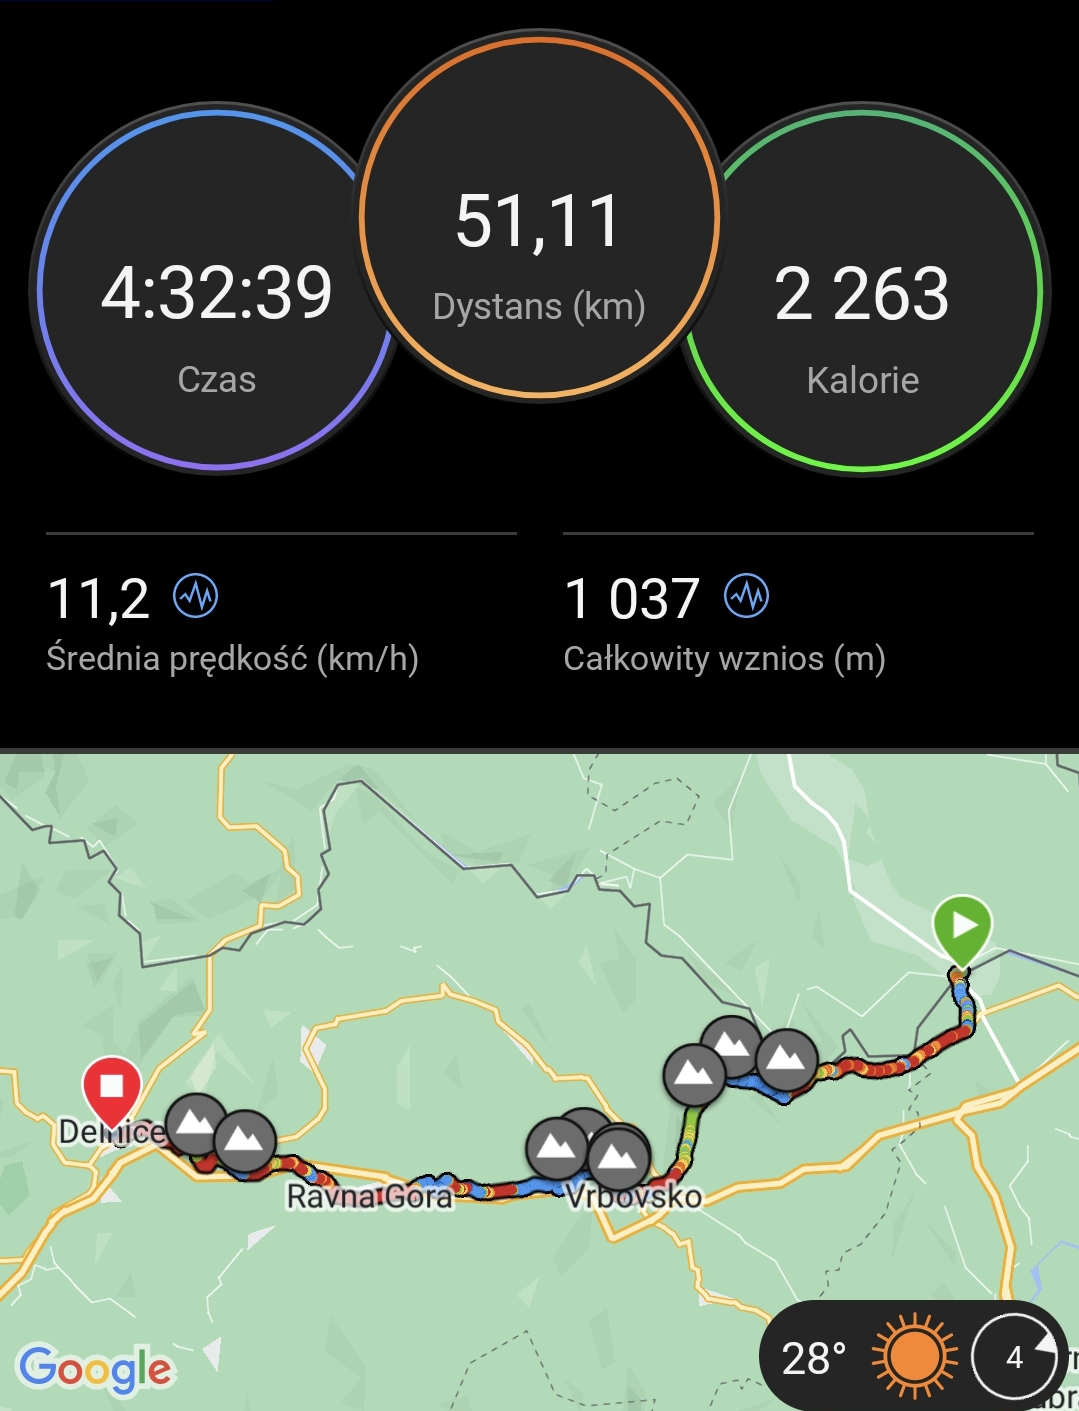 51,11
Dystans (km)
4:32:39
Czas
2 263
Kalorie
11,2
Średnia prędkość (km/h)
1 037
Całkowity wznios (m)
Delnice
Ravna Gora
Vrbovsko
Google
28°
4